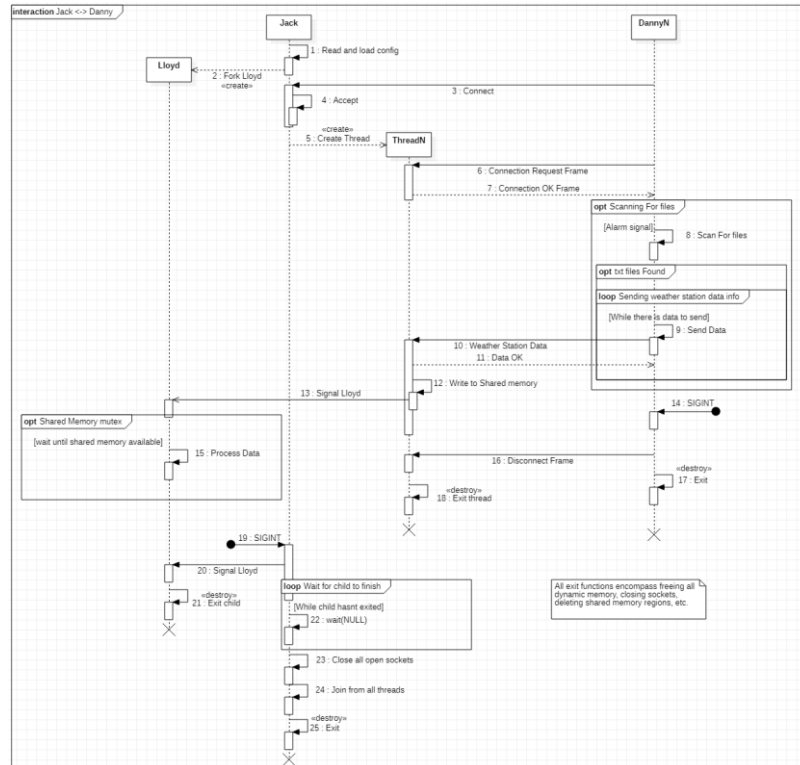 interaction Jack <-> Danny
Jack
DannyN
1 : Read and load config
Lloyd
2 : Fork Lloyd
«create»
3 : Connect
4 : Accept
«create»
5 : Create Thread
ThreadN
6 : Connection Request Frame
7 : Connection OK Frame
opt Scanning For files
[Alarm signal]
8 : Scan For files
opt txt files Found
loop Sending weather station data info
[While there is data to send]
9 : Send Data
10 : Weather Station Data
11 : Data OK
12 : Write to Shared memory
13 : Signal Lloyd
14 : SIGINT
opt Shared Memory mutex
[wait until shared memory available]
15 : Process Data
16 : Disconnect Frame
«destroy»
17 : Exit
«destroy»
18 : Exit thread
19 : SIGINT
20 : Signal Lloyd
loop Wait for child to finish
«destroy»
21 : Exit child
[While child hasnt exited]
22 : wait(NULL)
All exit functions encompass freeing all
dynamic memory, closing sockets,
deleting shared memory regions, etc.
23 : Close all open sockets
24 : Join from all threads
«destroy»
25 : Exit